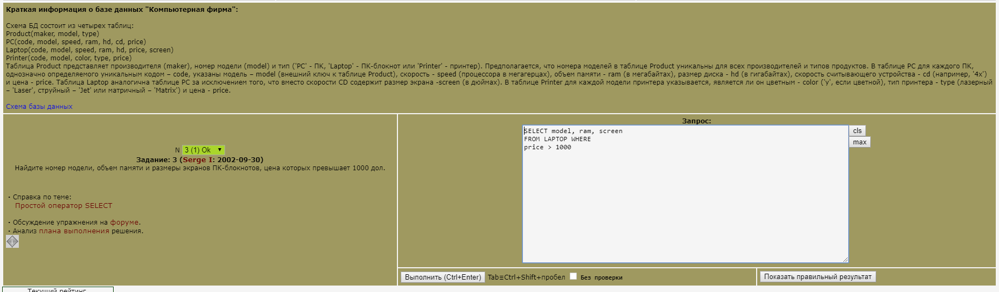 Краткая информация о базе данных "Компьютерная фирма":
Схема БД состоит из четырех таблиц:
Product(maker, model, type)
PC(code, model, speed, ram, hd, cd, price)
Laptop(code, model, speed, ram, hd, price, screen)
Printer(code, model, color, type, price)
Таблица Product представляет производителя (maker), номер модели (model) и тип ('PC' - ПК, 'Laptop' - ПК-блокнот или 'Printer' - принтер). Предполагается, что номера моделей в таблице Product уникальны для всех производителей и типов продуктов. В таблице PC для каждого ПК,
однозначно определяемого уникальным кодом – code, указаны модель – model (внешний ключ к таблице Product), скорость - speed (процессора в мегагерцах), объем памяти - ram (в мегабайтах), размер диска - hd (в гигабайтах), скорость считывающего устройства - cd (например, '4x')
и цена - price. Таблица Laptop аналогична таблице РС за исключением того, что вместо скорости CD содержит размер экрана -screen (в дюймах). В таблице Printer для каждой модели принтера указывается, является ли он цветным - color ('y', если цветной), тип принтера - type (лазерный
– 'Laser', струйный – 'Jet' или матричный – 'Matrix') и цена - price.
Схема базы данных
N 3 (1) Ok
Задание: 3 (Serge I: 2002-09-30)
Найдите номер модели, объем памяти и размеры экранов ПК-блокнотов, цена которых превышает 1000 дол.
· Справка по теме:
Простой оператор SELECT
· Обсуждение упражнения на форуме.
· Анализ плана выполнения решения.
Запрос:
SELECT model, ram, screen
FROM LAPTOP WHERE
price > 1000
cls
max
Выполнить (Ctrl+Enter) Tab≡Ctrl+Shift+пробел Без проверки
Показать правильный результат
Текущий рейтинг